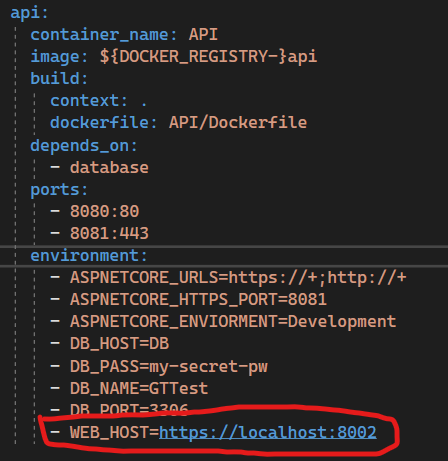 api:
container_name: API
image: ${DOCKER_REGISTRY-}api
build:
context: .
dockerfile: API/Dockerfile
depends_on:
- database
ports:
- 8080:80
- 8081:443
environment:
- ASPNETCORE_URLS=https://+;http://+
- ASPNETCORE_HTTPS_PORT=8081
- ASPNETCORE_ENVIORMENT=Development
- DB_HOST=DB
- DB_PASS=my-secret-pw
- DB_NAME=GTTest
- DB_PORT=3306
- WEB_HOST=https://localhost:8002